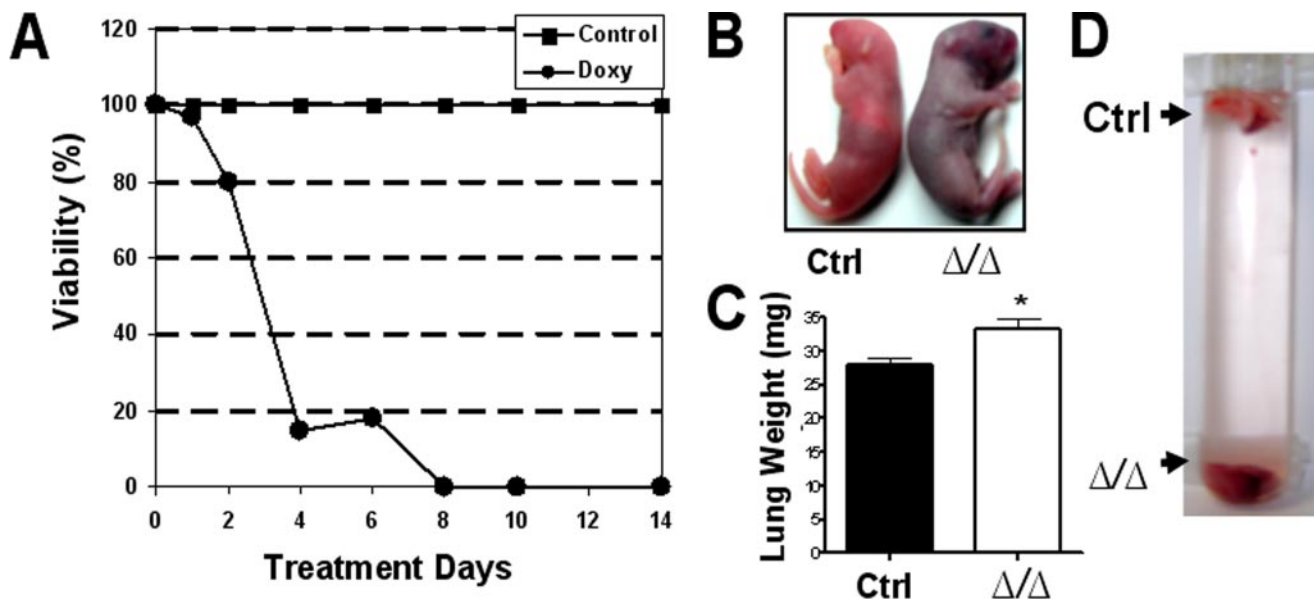 A
120
100
80
60
40
20
0
0 2 4 6 8 10 12 14
Viability (%)
Treatment Days
Control
Doxy
B
Ctrl Δ/Δ
C
Lung Weight (mg)
35
30
25
20
15
10
5
0
*
Ctrl Δ/Δ
D
Ctrl
Δ/Δ